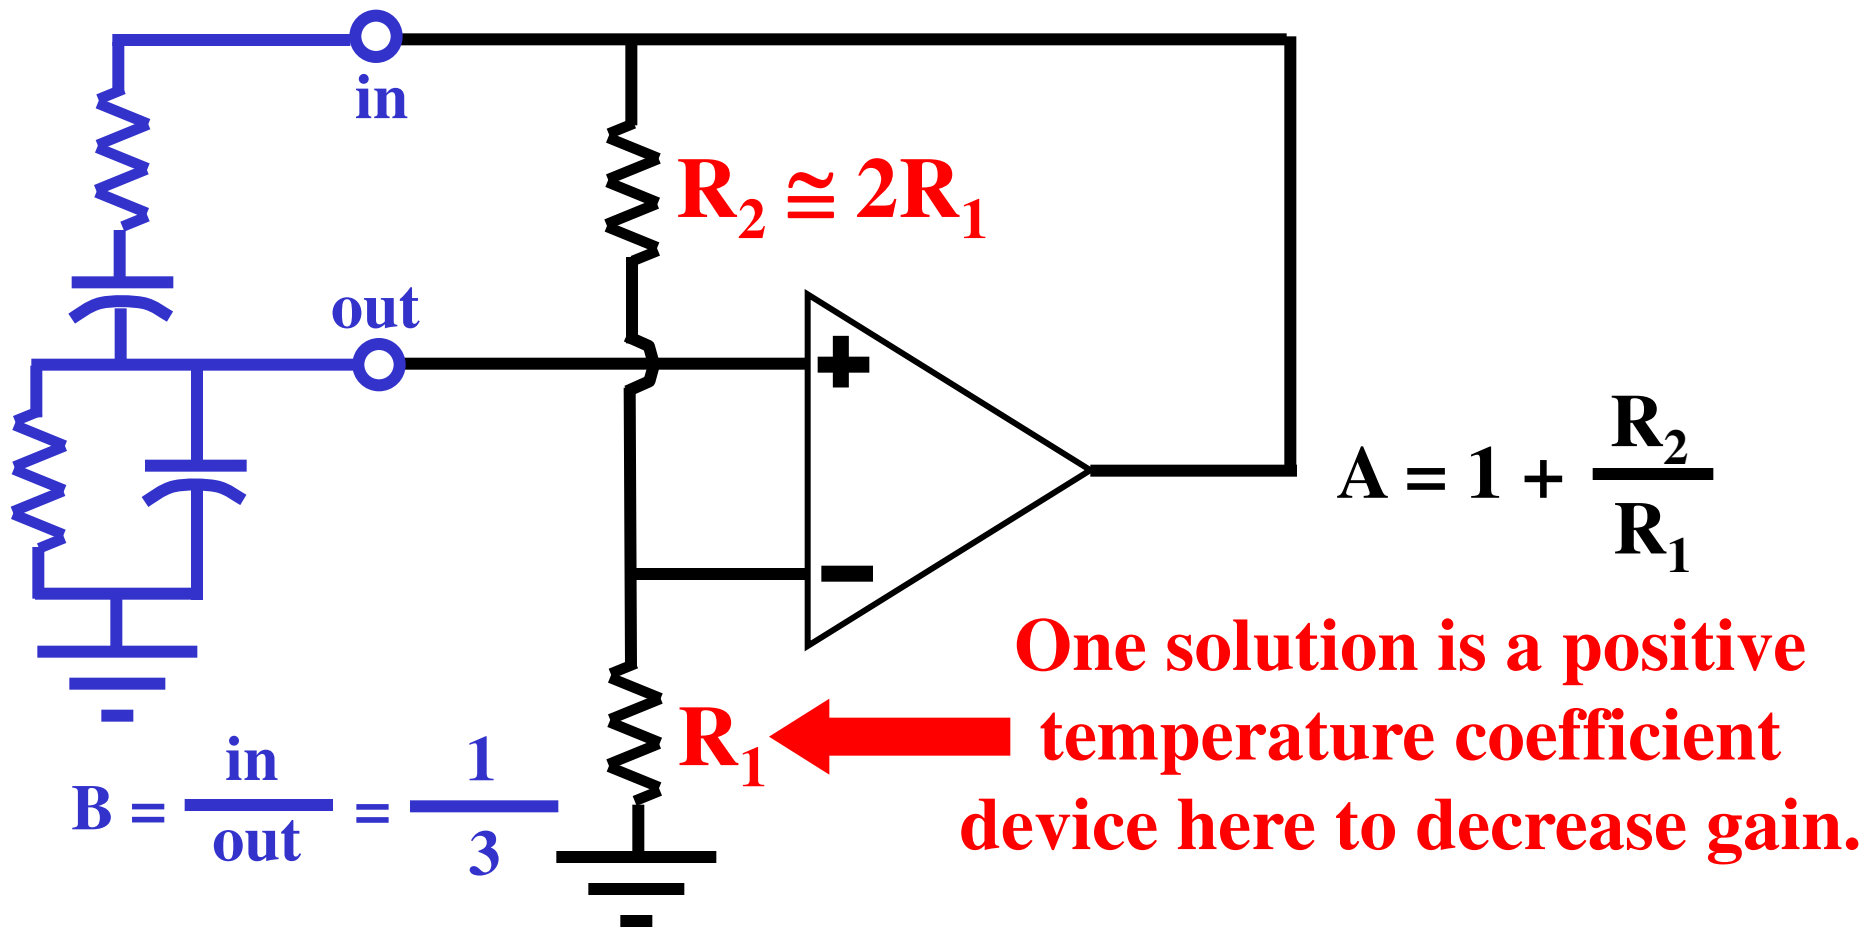 in
R₂ ≅ 2R₁
out
+
A = 1 + R₂/R₁
−
One solution is a positive
temperature coefficient
device here to decrease gain.
R₁
B = in/out = 1/3